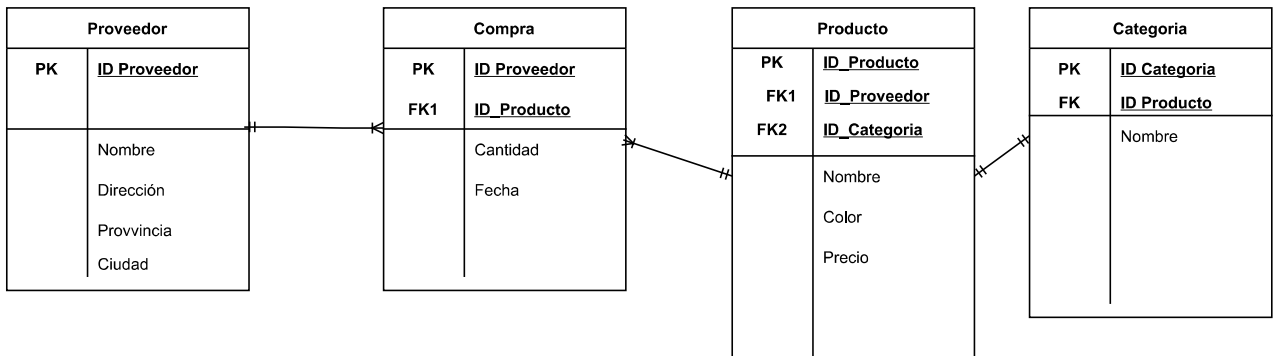 Proveedor
PK ID Proveedor
Nombre
Dirección
Provvincia
Ciudad
Compra
PK ID Proveedor
FK1 ID_Producto
Cantidad
Fecha
Producto
PK ID_Producto
FK1 ID_Proveedor
FK2 ID_Categoria
Nombre
Color
Precio
Categoria
PK ID Categoria
FK ID Producto
Nombre